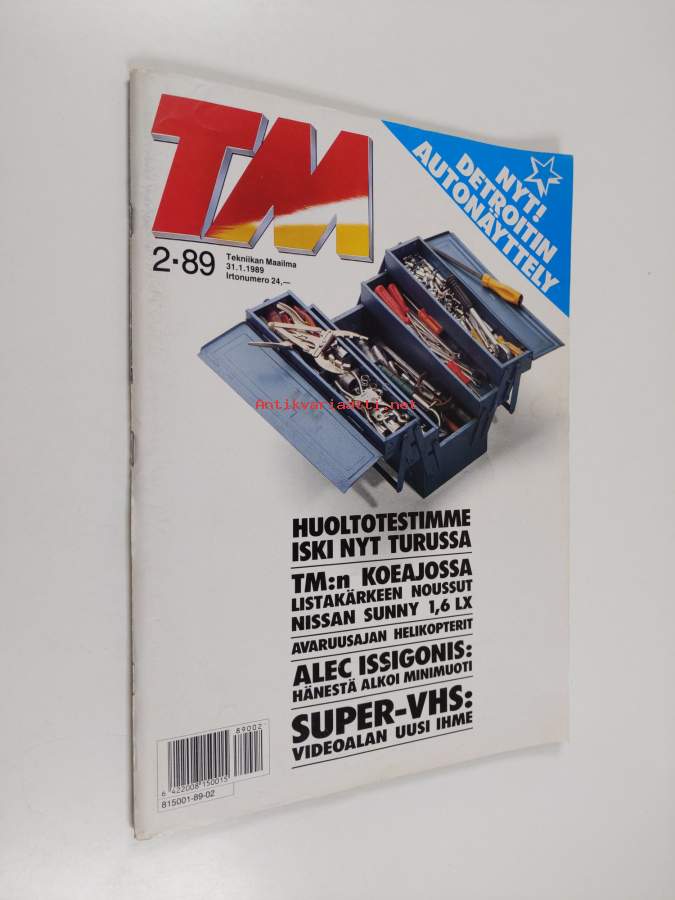 TM
NYT!
DETROITIN
AUTONÄYTTELY
2·89
Tekniikan Maailma
31.1.1989
Irtonumero 24,—
Antikvariaatti.net
HUOLTOTESTIMME
ISKI NYT TURUSSA
TM:n KOEAJOSSA
LISTAKÄRKEEN NOUSSUT
NISSAN SUNNY 1,6 LX
AVARUUSAJAN HELIKOPTERIT
ALEC ISSIGONIS:
HÄNESTÄ ALKOI MINIMUOTI
SUPER-VHS:
VIDEOALAN UUSI IHME
89002
6 422008 150015
815001-89-02